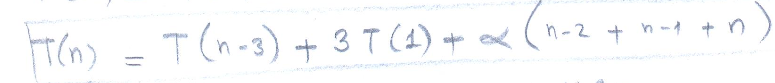 T(n) = T(n-3) + 3T(1) + α(n-2 + n-1 + n)